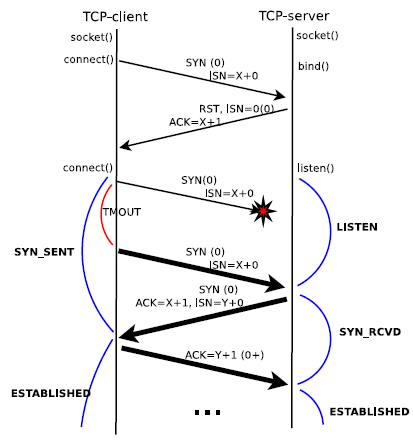 TCP-client TCP-server
socket() socket()
connect() SYN (0) bind()
ISN=X+0
RST, ISN=0(0)
ACK=X+1
connect() listen()
SYN(0)
ISN=X+0
TMOUT
LISTEN
SYN_SENT SYN (0)
ISN=X+0
SYN (0)
ACK=X+1, ISN=Y+0
SYN_RCVD
ACK=Y+1 (0+)
ESTABLISHED
ESTABLISHED
...